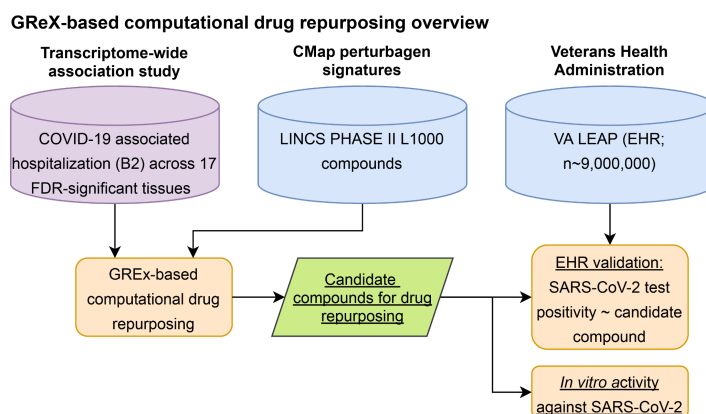 GReX-based computational drug repurposing overview
Transcriptome-wide
association study
CMap perturbagen
signatures
Veterans Health
Administration
COVID-19 associated
hospitalization (B2) across 17
FDR-significant tissues
LINCS PHASE II L1000
compounds
VA LEAP (EHR;
n~9,000,000)
GREx-based
computational drug
repurposing
Candidate
compounds for drug
repurposing
EHR validation:
SARS-CoV-2 test
positivity ~ candidate
compound
In vitro activity
against SARS-CoV-2